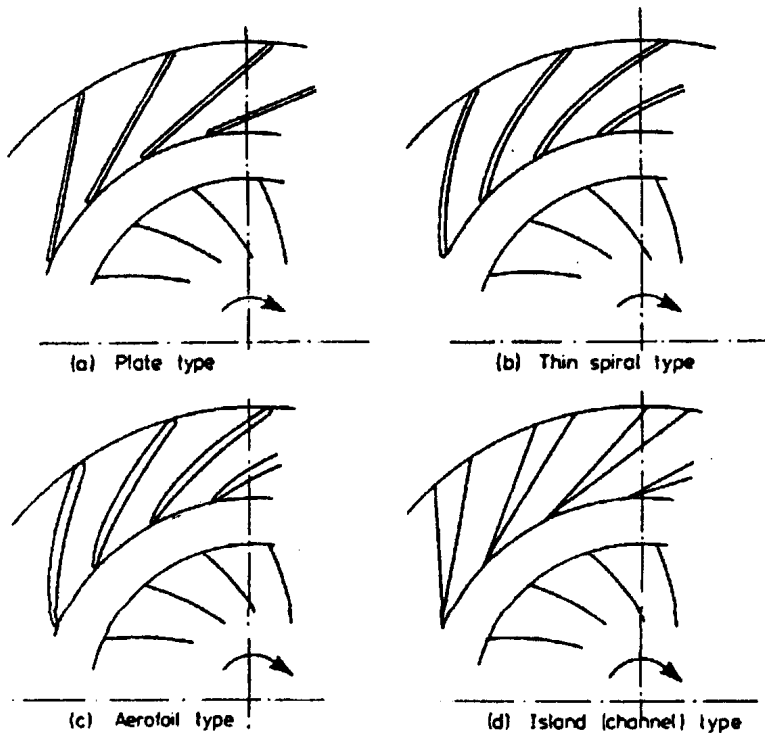 (a) Plate type
(b) Thin spiral type
(c) Aerofoil type
(d) Island (channel) type